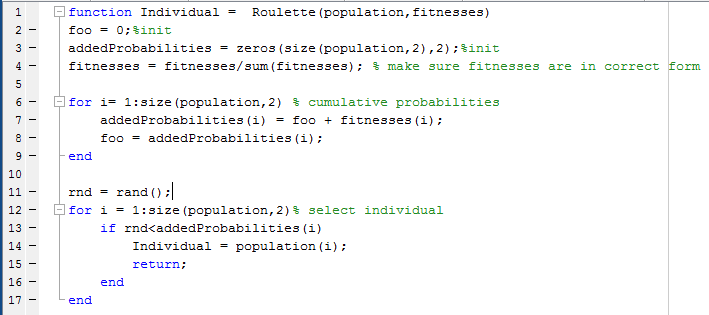 1 function Individual =  Roulette(population,fitnesses)
2 – foo = 0;%init
3 – addedProbabilities = zeros(size(population,2),2);%init
4 – fitnesses = fitnesses/sum(fitnesses); % make sure fitnesses are in correct form
5
6 – for i= 1:size(population,2) % cumulative probabilities
7 –     addedProbabilities(i) = foo + fitnesses(i);
8 –     foo = addedProbabilities(i);
9 – end
10
11 – rnd = rand();
12 – for i = 1:size(population,2)% select individual
13 –     if rnd<addedProbabilities(i)
14 –         Individual = population(i);
15 –         return;
16 –     end
17 – end